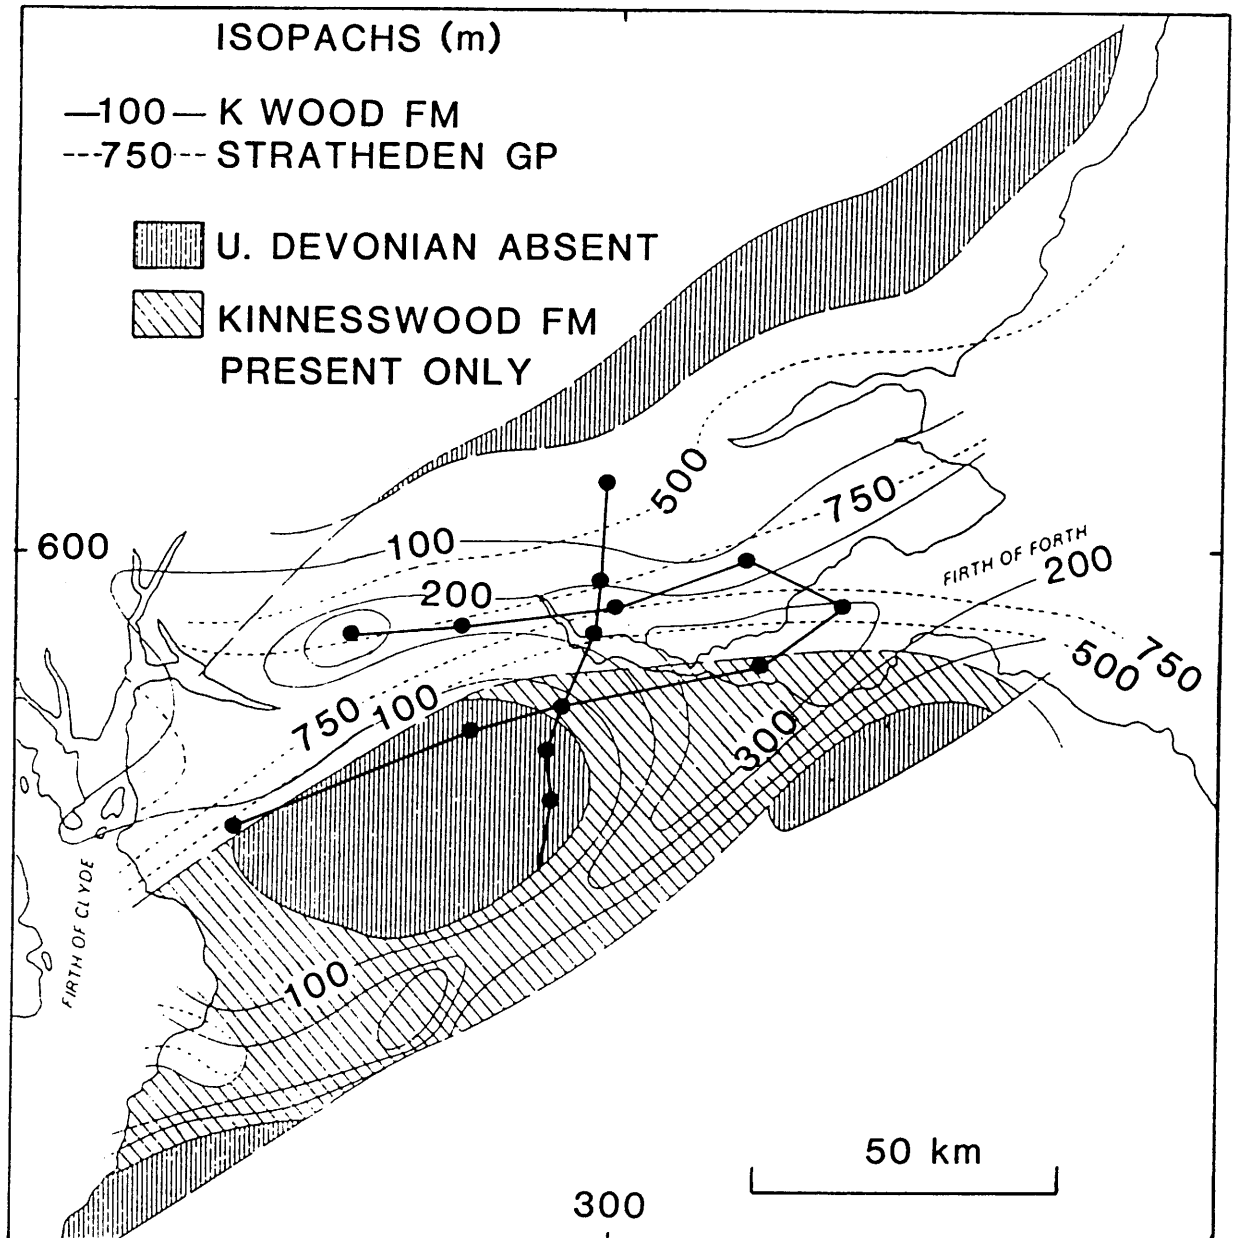 ISOPACHS (m)
—100— K WOOD FM
---750--- STRATHEDEN GP
U. DEVONIAN ABSENT
KINNESSWOOD FM
PRESENT ONLY
500
750
600
100
FIRTH OF FORTH
200
200
750
500
750
100
300
FIRTH OF CLYDE
100
50 km
300